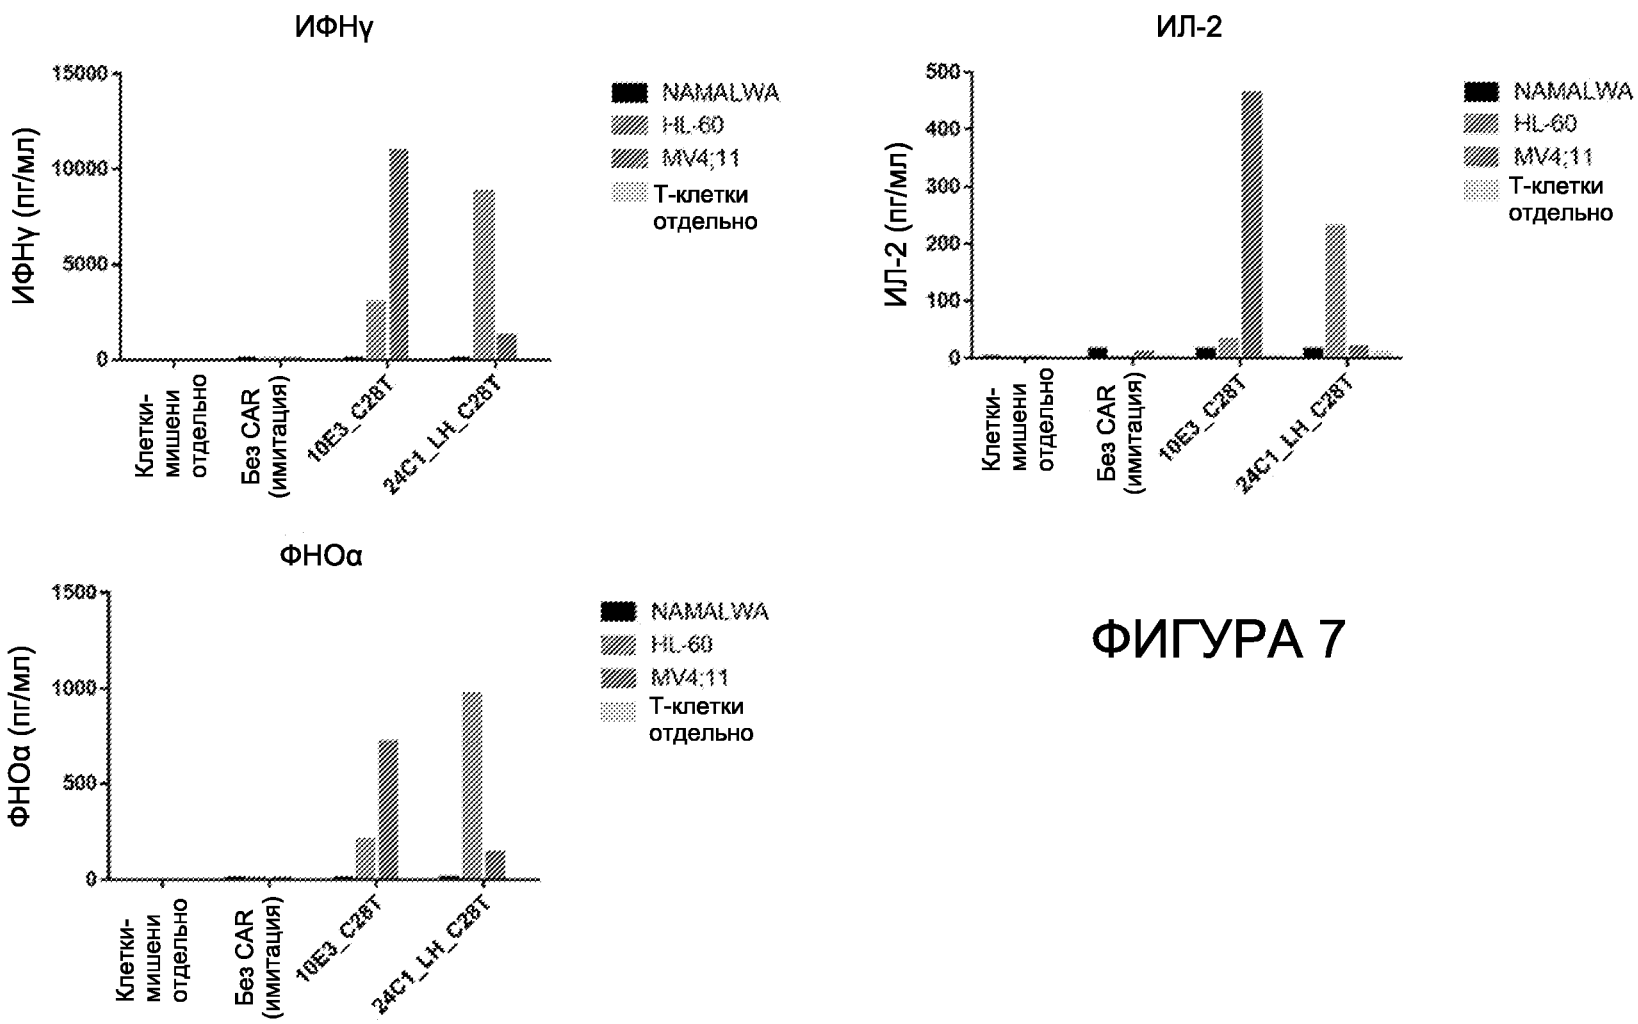 ИФНγ
ИФНγ (пг/мл)
15000
10000
5000
0
NAMALWA
HL-60
MV4;11
Т-клетки
отдельно
Клетки-
мишени
отдельно
Без CAR
(имитация)
10E3_C28T
24C1_LH_C28T
ИЛ-2
ИЛ-2 (пг/мл)
500
400
300
200
100
0
NAMALWA
HL-60
MV4;11
Т-клетки
отдельно
Клетки-
мишени
отдельно
Без CAR
(имитация)
10E3_C28T
24C1_LH_C28T
ФНОα
ФНОα (пг/мл)
1500
1000
500
0
NAMALWA
HL-60
MV4;11
Т-клетки
отдельно
Клетки-
мишени
отдельно
Без CAR
(имитация)
10E3_C28T
24C1_LH_C28T
ФИГУРА 7